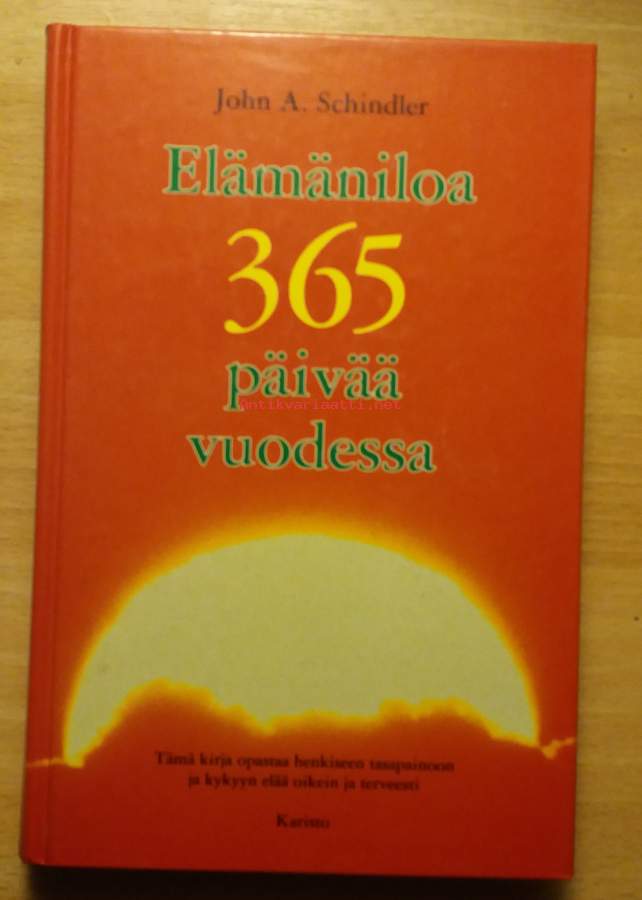 John A. Schindler
Elämäniloa
365
päivää
Antikvariaatti.net
vuodessa
Tämä kirja opastaa henkiseen tasapainoon
ja kykyyn elää oikein ja terveesti
Karisto